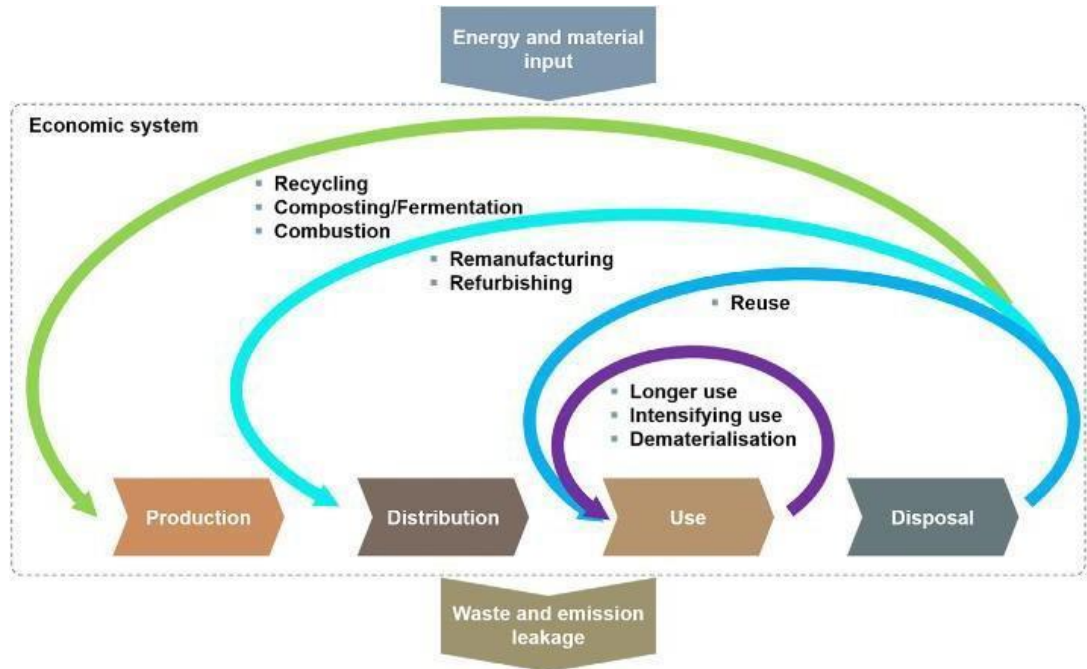 Energy and material
input
Economic system
Recycling
Composting/Fermentation
Combustion
Remanufacturing
Refurbishing
Reuse
Longer use
Intensifying use
Dematerialisation
Production
Distribution
Use
Disposal
Waste and emission
leakage